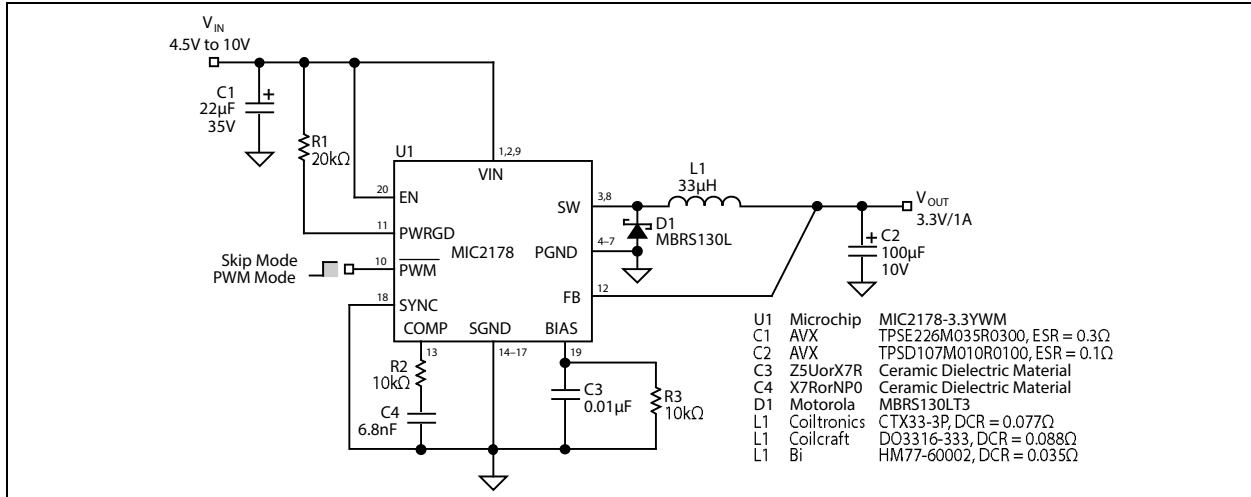 VIN
4.5V to 10V
C1
22µF
35V
+
R1
20kΩ
U1
1,2,9
VIN
20
EN
11
PWRGD
MIC2178
Skip Mode
PWM Mode
10
PWM
18
SYNC
COMP
SGND
BIAS
13
14–17
19
SW
3,8
PGND
4–7
FB
12
L1
33µH
D1
MBRS130L
VOUT
3.3V/1A
+
C2
100µF
10V
R2
10kΩ
C4
6.8nF
C3
0.01µF
R3
10kΩ
U1 Microchip MIC2178-3.3YWM
C1 AVX TPSE226M035R0300, ESR = 0.3Ω
C2 AVX TPSD107M010R0100, ESR = 0.1Ω
C3 Z5UorX7R Ceramic Dielectric Material
C4 X7RorNP0 Ceramic Dielectric Material
D1 Motorola MBRS130LT3
L1 Coiltronics CTX33-3P, DCR = 0.077Ω
L1 Coilcraft DO3316-333, DCR = 0.088Ω
L1 Bi HM77-60002, DCR = 0.035Ω